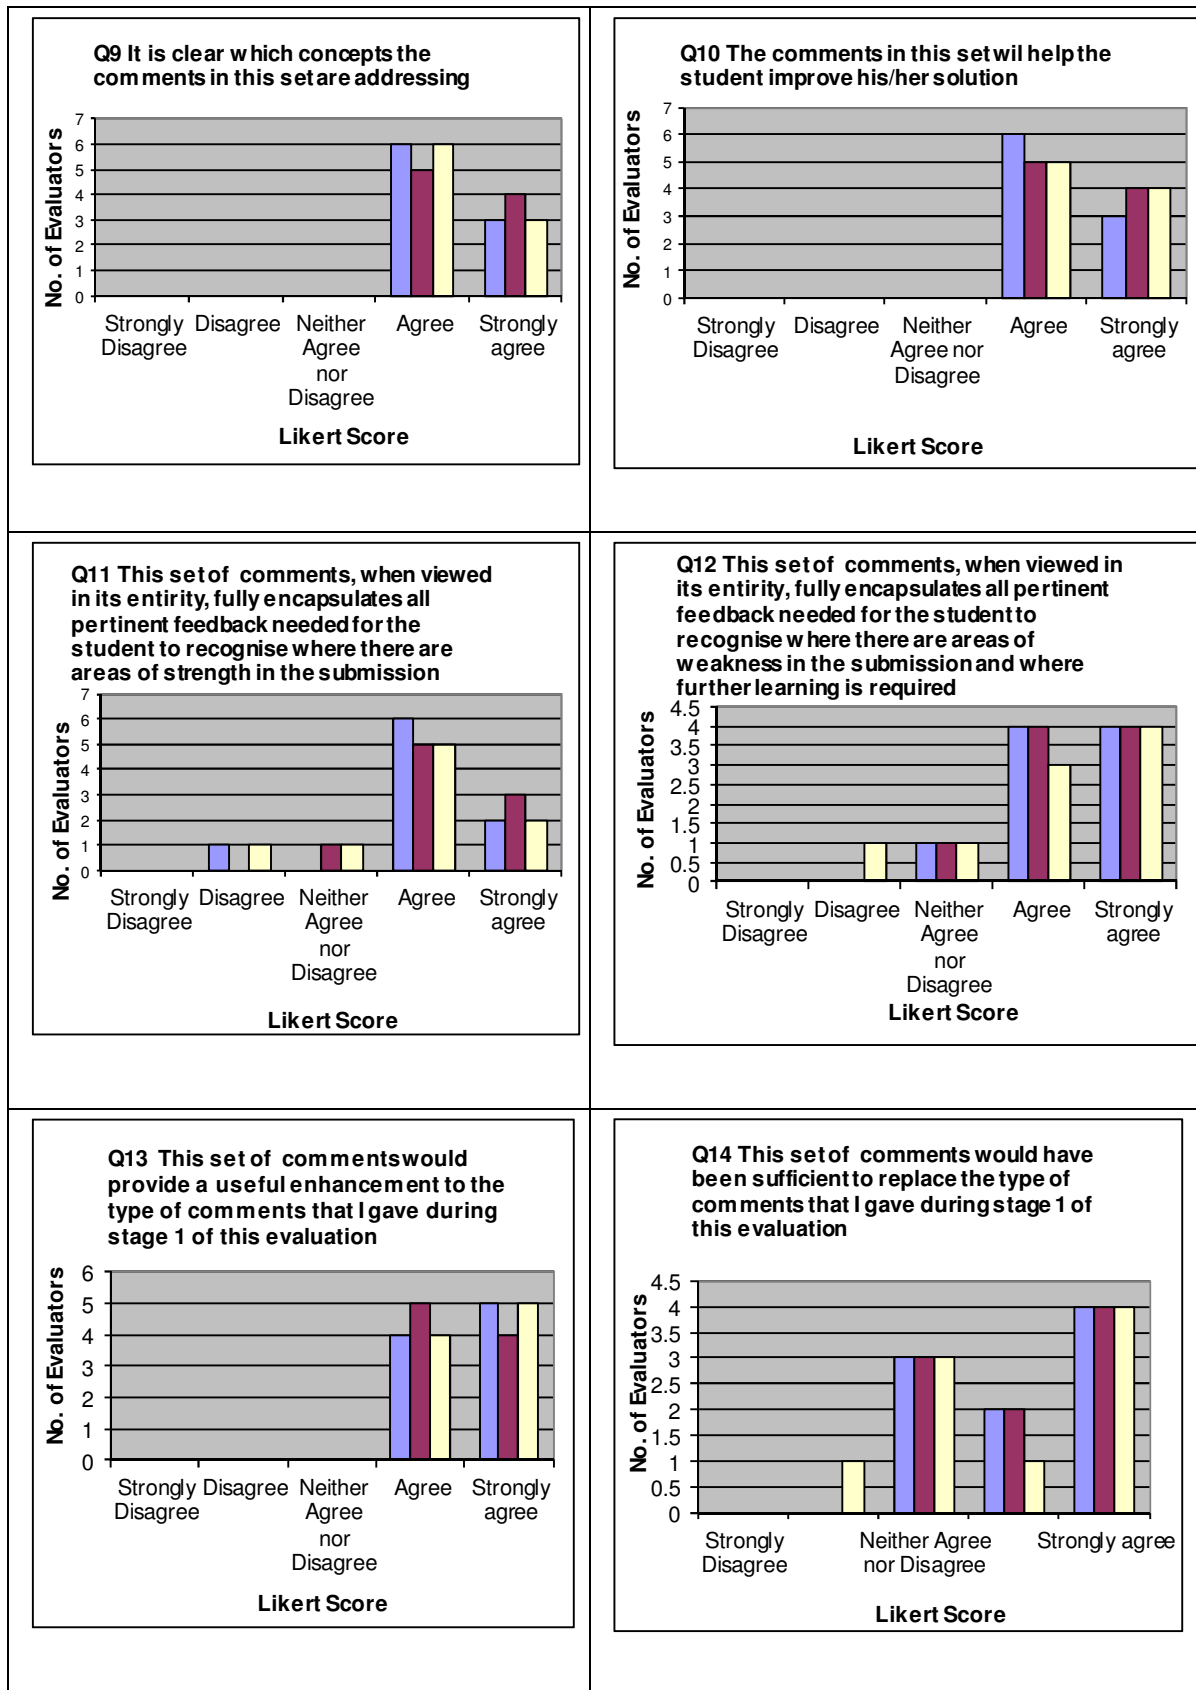 Q9 It is clear which concepts the
comments in this set are addressing
No. of Evaluators
7
6
5
4
3
2
1
0
Strongly Disagree Neither Agree Strongly
Disagree Agree agree
nor
Disagree
Likert Score
Q10 The comments in this set wil help the
student improve his/her solution
No. of Evaluators
7
6
5
4
3
2
1
0
Strongly Disagree Neither Agree Strongly
Disagree Agree nor agree
Disagree
Likert Score
Q11 This set of comments, when viewed
in its entirity, fully encapsulates all
pertinent feedback needed for the
student to recognise where there are
areas of strength in the submission
No. of Evaluators
7
6
5
4
3
2
1
0
Strongly Disagree Neither Agree Strongly
Disagree Agree agree
nor
Disagree
Likert Score
Q12 This set of comments, when viewed in
its entirity, fully encapsulates all pertinent
feedback needed for the student to
recognise where there are areas of
weakness in the submission and where
further learning is required
No. of Evaluators
4.5
4
3.5
3
2.5
2
1.5
1
0.5
0
Strongly Disagree Neither Agree Strongly
Disagree Agree agree
nor
Disagree
Likert Score
Q13 This set of comments would
provide a useful enhancement to the
type of comments that I gave during
stage 1 of this evaluation
No. of Evaluators
6
5
4
3
2
1
0
Strongly Disagree Neither Agree Strongly
Disagree Agree agree
nor
Disagree
Likert Score
Q14 This set of comments would have
been sufficient to replace the type of
comments that I gave during stage 1 of
this evaluation
No. of Evaluators
4.5
4
3.5
3
2.5
2
1.5
1
0.5
0
Strongly Neither Agree Strongly agree
Disagree nor Disagree
Likert Score